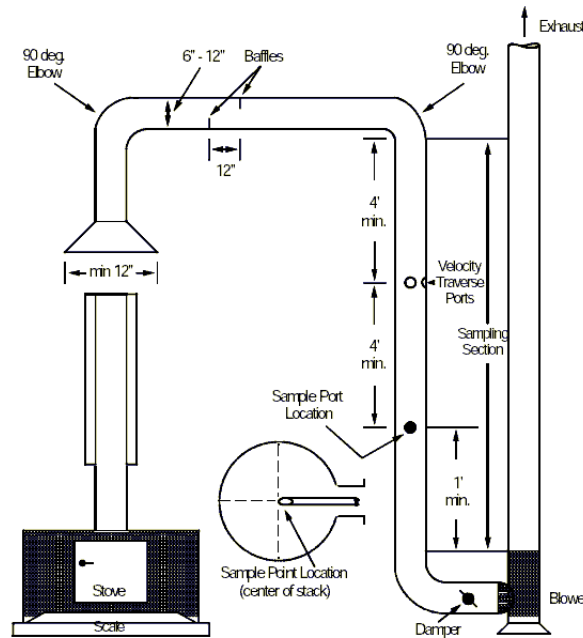 Exhaust
90 deg.
Elbow
6" - 12"
Baffles
90 deg.
Elbow
12"
4'
min.
min 12"
Velocity
Traverse
Ports
4'
min.
Sampling
Section
Sample Port
Location
1'
min.
Stove
Sample Point Location
(center of stack)
Scale
Damper
Blowe